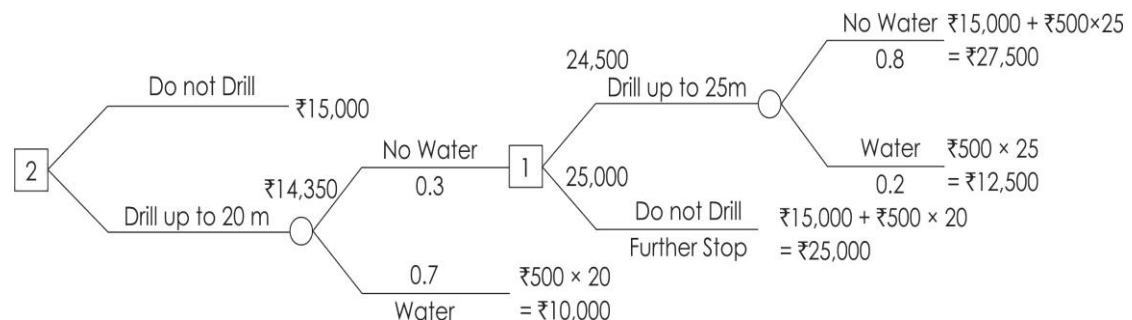 No Water ₹15,000 + ₹500×25
0.8 = ₹27,500
24,500
Drill up to 25m
Do not Drill
₹15,000
Water ₹500 × 25
0.2 = ₹12,500
No Water
0.3
2
1
₹14,350
25,000
Drill up to 20 m
Do not Drill ₹15,000 + ₹500 × 20
Further Stop = ₹25,000
0.7 ₹500 × 20
Water = ₹10,000